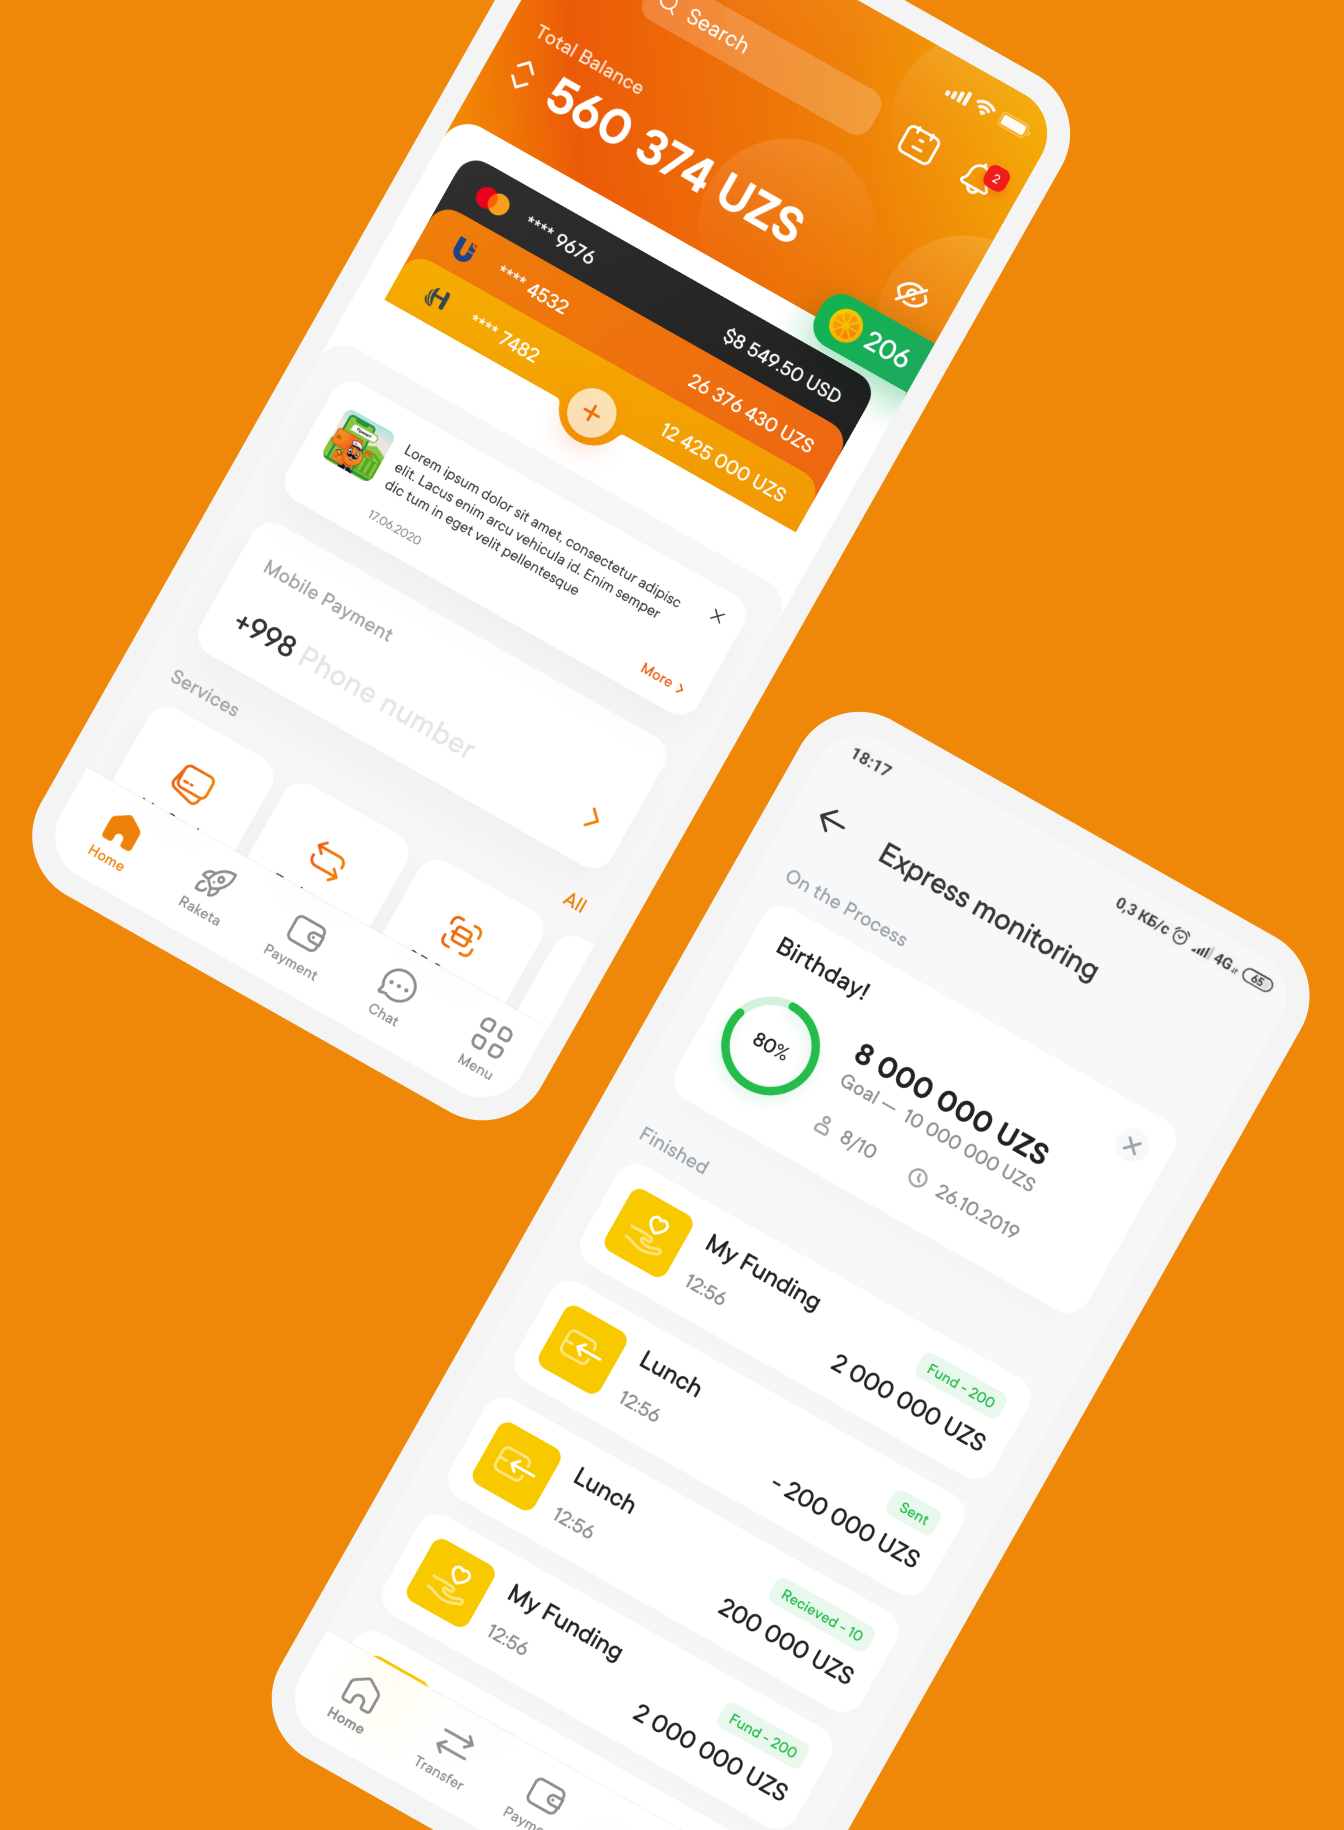 Search
Total Balance
560 374 UZS
2
206
**** 9676
$8 549.50 USD
**** 4532
26 376 430 UZS
**** 7482
12 425 000 UZS
Lorem ipsum dolor sit amet, consectetur adipisc
elit. Lacus enim arcu vehicula id. Enim semper
dic tum in eget velit pellentesque
17.06.2020
More
Mobile Payment
+998 Phone number
Services
All
Home
Raketa
Payment
Chat
Menu
18:17
0,3 КБ/с
4G
65
Express monitoring
On the Process
Birthday!
80%
8 000 000 UZS
Goal — 10 000 000 UZS
8/10
26.10.2019
Finished
My Funding
12:56
Fund - 200
2 000 000 UZS
Lunch
12:56
Sent
- 200 000 UZS
Lunch
12:56
Recieved - 10
200 000 UZS
My Funding
12:56
Fund - 200
2 000 000 UZS
Home
Transfer